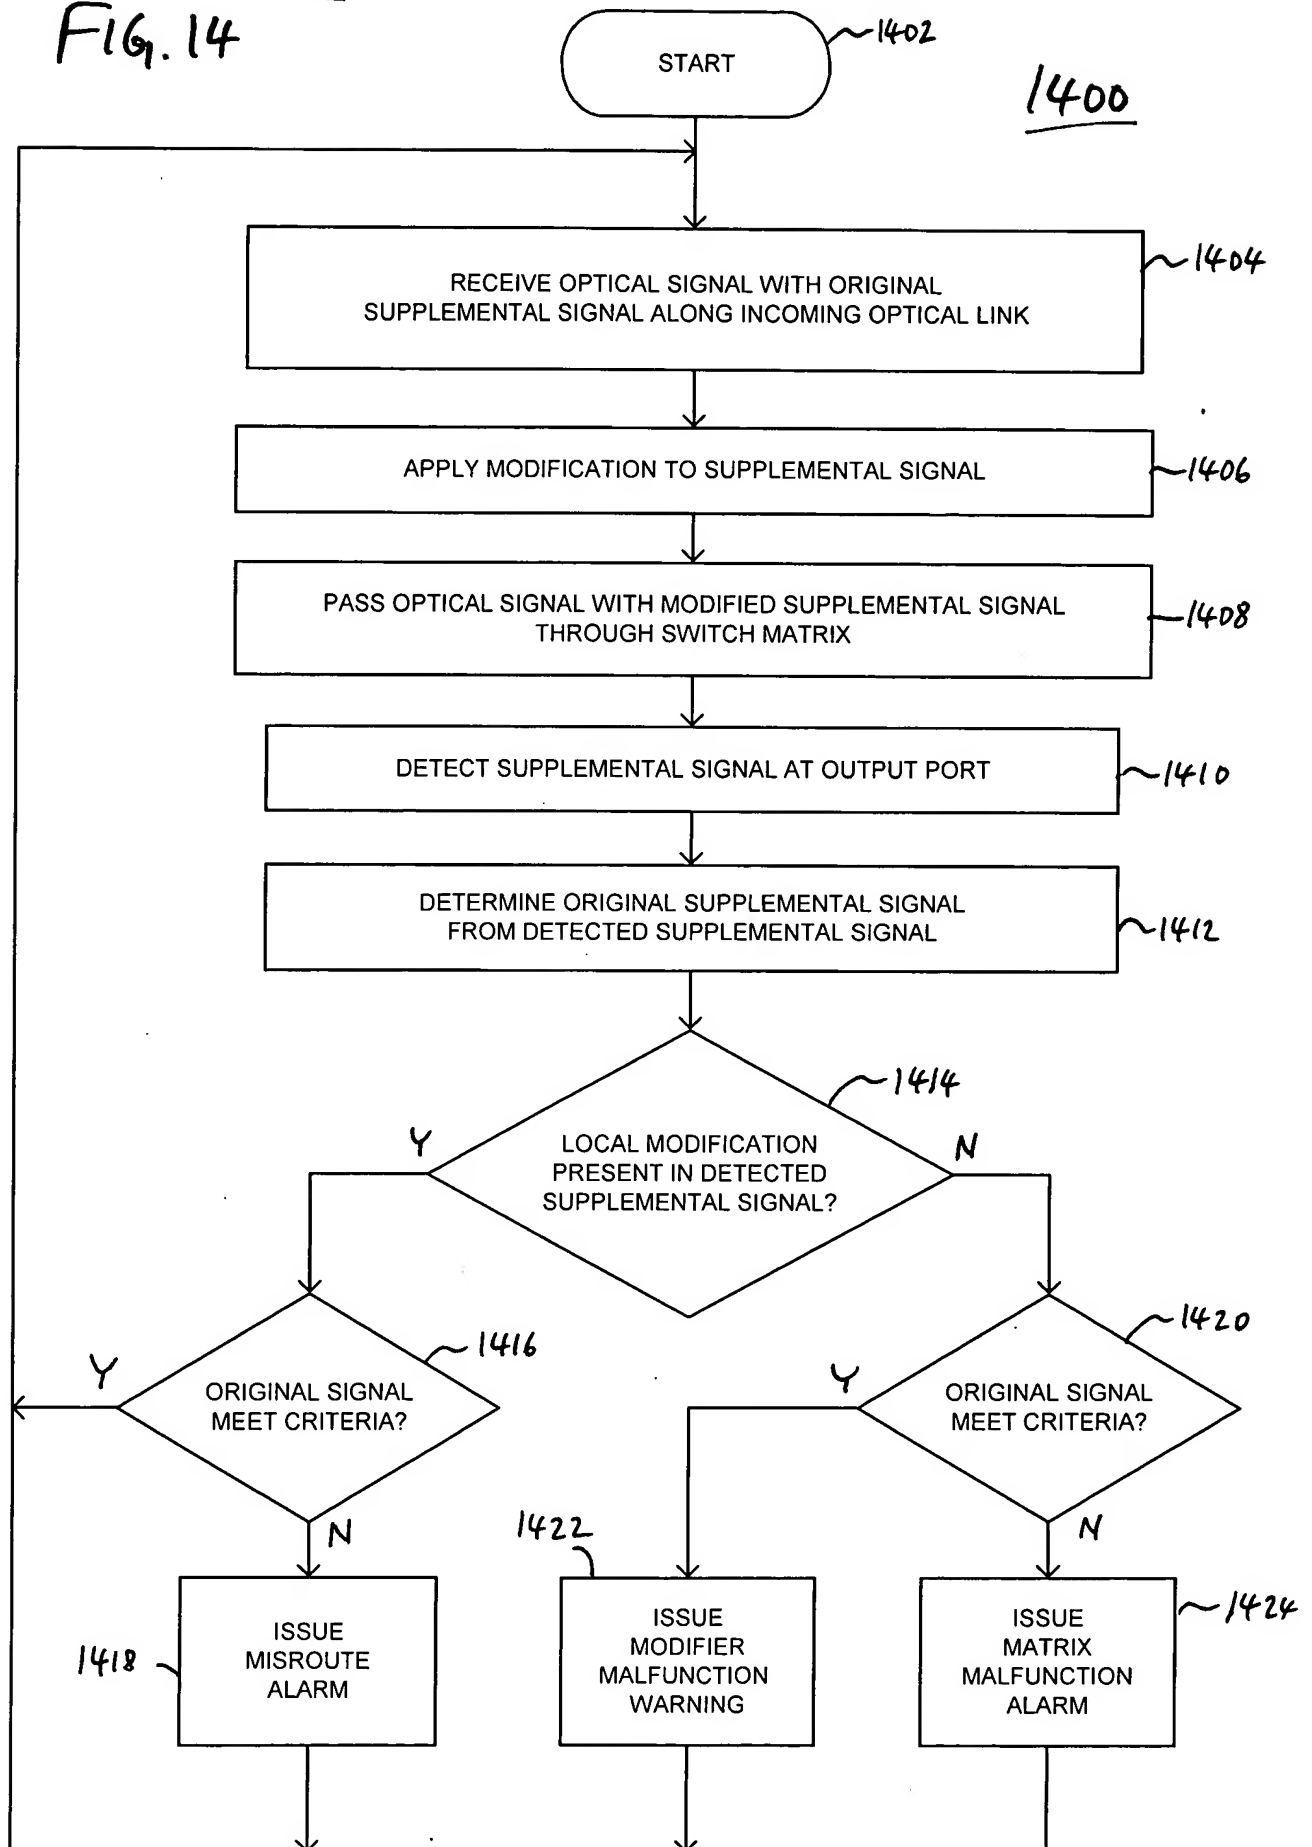 FIG. 14
START
1402
1400
RECEIVE OPTICAL SIGNAL WITH ORIGINAL
SUPPLEMENTAL SIGNAL ALONG INCOMING OPTICAL LINK
1404
APPLY MODIFICATION TO SUPPLEMENTAL SIGNAL
1406
PASS OPTICAL SIGNAL WITH MODIFIED SUPPLEMENTAL SIGNAL
THROUGH SWITCH MATRIX
1408
DETECT SUPPLEMENTAL SIGNAL AT OUTPUT PORT
1410
DETERMINE ORIGINAL SUPPLEMENTAL SIGNAL
FROM DETECTED SUPPLEMENTAL SIGNAL
1412
1414
Y
LOCAL MODIFICATION
PRESENT IN DETECTED
SUPPLEMENTAL SIGNAL?
N
1416
Y
ORIGINAL SIGNAL
MEET CRITERIA?
N
1420
Y
ORIGINAL SIGNAL
MEET CRITERIA?
N
1418
ISSUE
MISROUTE
ALARM
1422
ISSUE
MODIFIER
MALFUNCTION
WARNING
ISSUE
MATRIX
MALFUNCTION
ALARM
1424